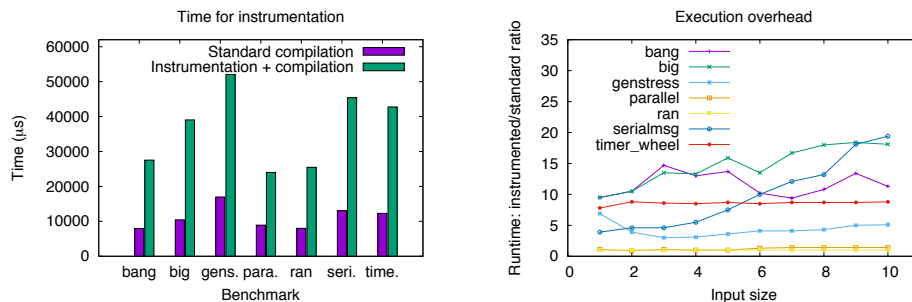 Time for instrumentation
Time (μs)
60000
50000
40000
30000
20000
10000
0
Standard compilation
Instrumentation + compilation
bang big gens. para. ran seri. time.
Benchmark
Execution overhead
Runtime: instrumented/standard ratio
35
30
25
20
15
10
5
0
bang
big
genstress
parallel
ran
serialmsg
timer_wheel
0 2 4 6 8 10
Input size